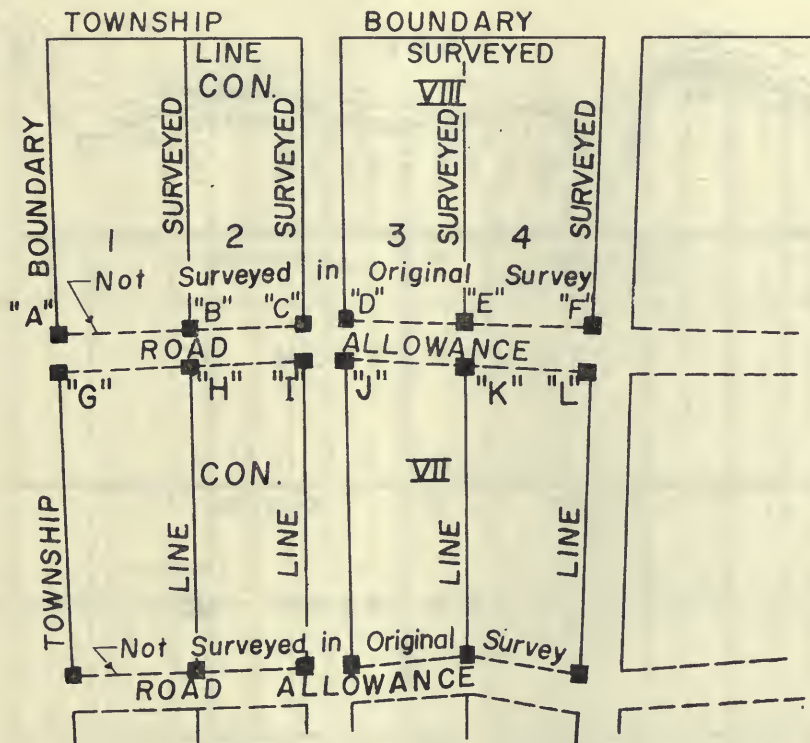 TOWNSHIP BOUNDARY
LINE SURVEYED
CON. VIII
BOUNDARY
SURVEYED
SURVEYED
SURVEYED
SURVEYED
1 2 3 4
Not Surveyed in Original Survey
"A" "B" "C" "D" "E" "F"
ROAD ALLOWANCE
"G" "H" "I" "J" "K" "L"
CON. VII
TOWNSHIP
LINE
LINE
LINE
LINE
Not Surveyed in Original Survey
ROAD ALLOWANCE